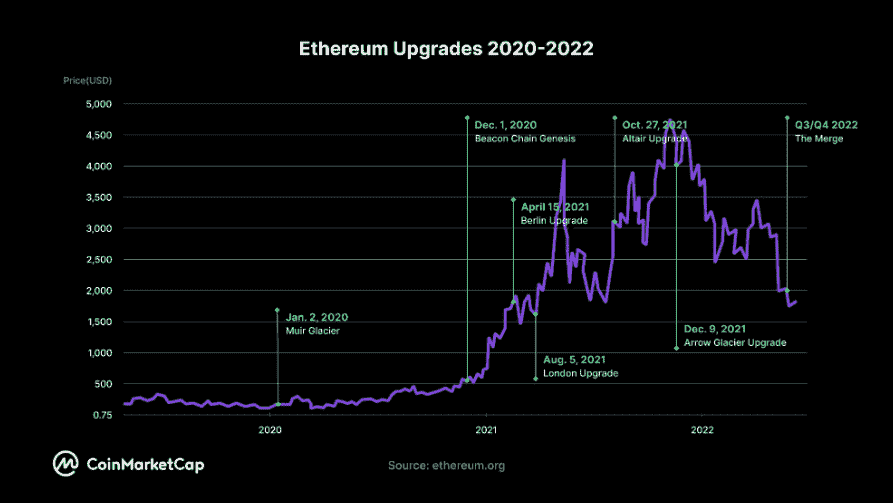 Ethereum Upgrades 2020-2022
Price(USD)
5,000
4,500
4,000
3,500
3,000
2,500
2,000
1,500
1,000
500
0.75
Jan. 2, 2020
Muir Glacier
Dec. 1, 2020
Beacon Chain Genesis
April 15, 2021
Berlin Upgrade
Aug. 5, 2021
London Upgrade
Oct. 27, 2021
Altair Upgrade
Dec. 9, 2021
Arrow Glacier Upgrade
Q3/Q4 2022
The Merge
2020
2021
2022
CoinMarketCap
Source: ethereum.org